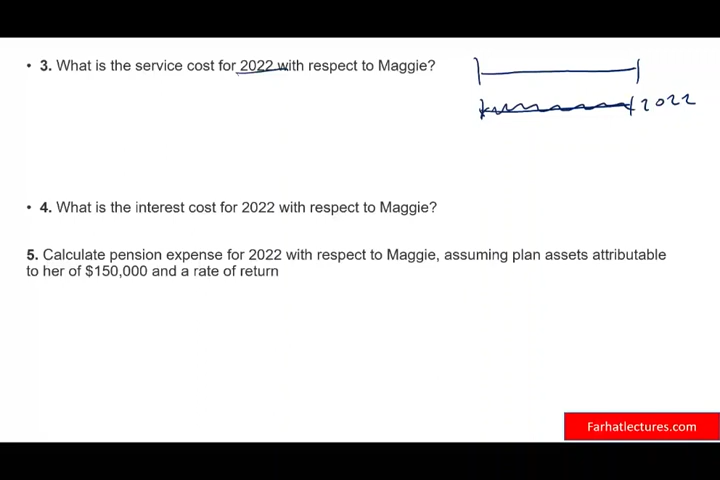 • 3. What is the service cost for 2022 with respect to Maggie?
2022
• 4. What is the interest cost for 2022 with respect to Maggie?
5. Calculate pension expense for 2022 with respect to Maggie, assuming plan assets attributable
to her of $150,000 and a rate of return
Farhatlectures.com